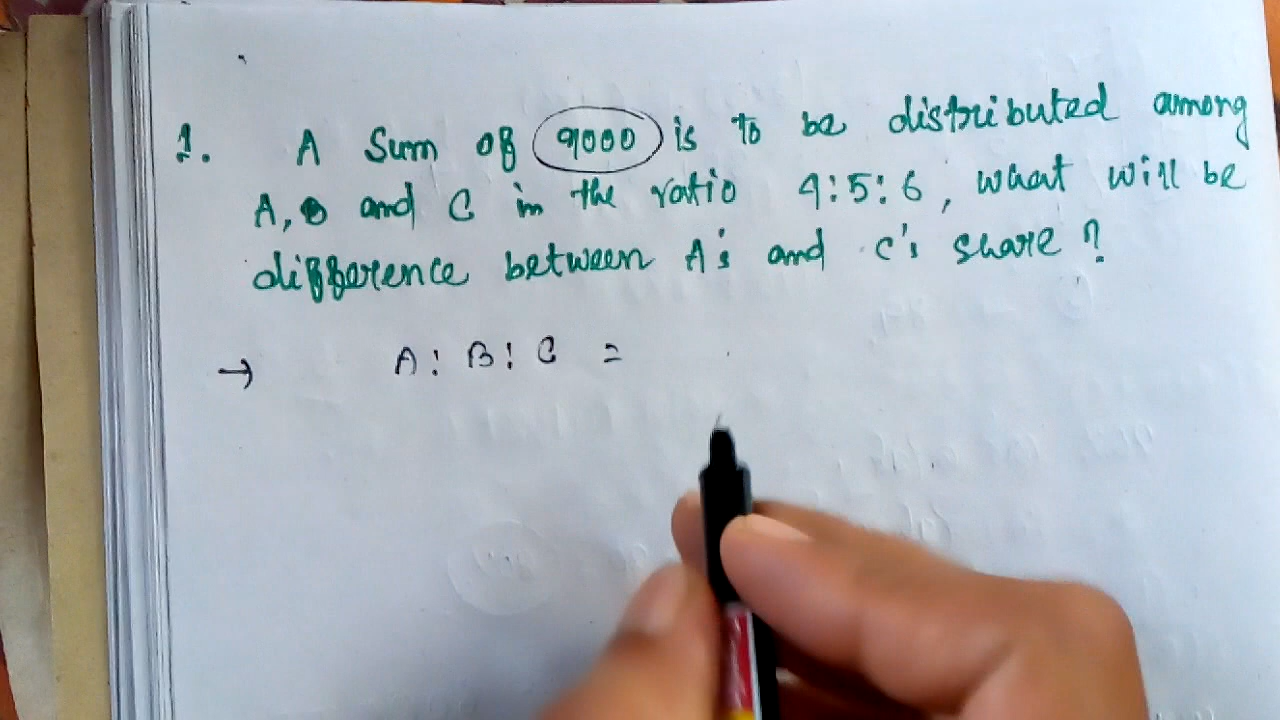 1. A Sum of 9000 is to be distributed among
A, B and C in the ratio 4:5:6, what will be
difference between A's and C's share?
→ A : B : C =